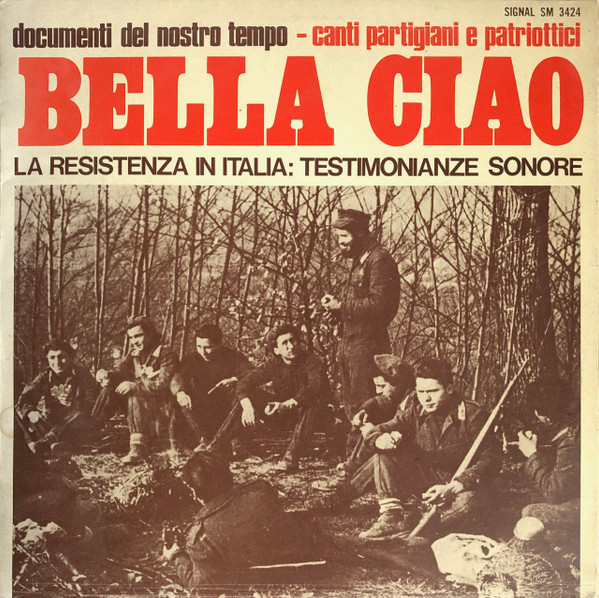 SIGNAL SM 3424
documenti del nostro tempo - canti partigiani e patriottici
BELLA CIAO
LA RESISTENZA IN ITALIA: TESTIMONIANZE SONORE